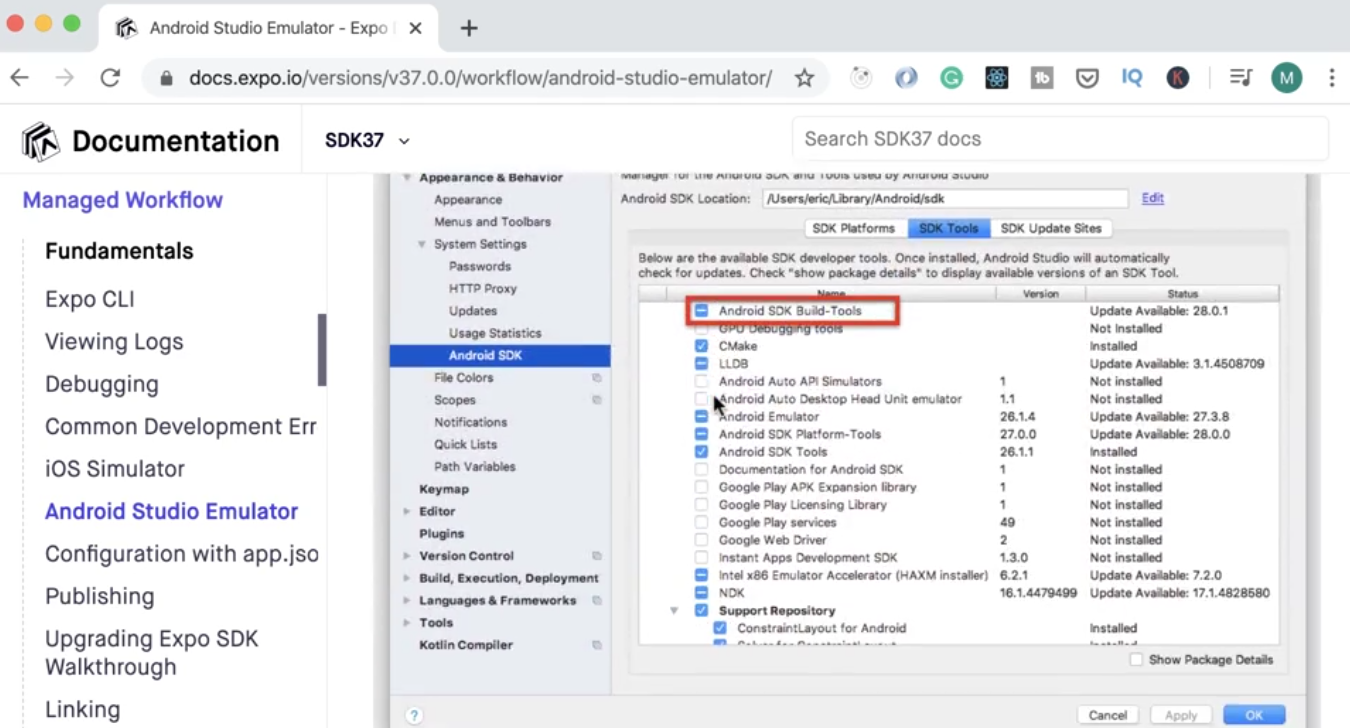 Android Studio Emulator - Expo
docs.expo.io/versions/v37.0.0/workflow/android-studio-emulator/
G
tb
IQ
K
M
Documentation
SDK37
Search SDK37 docs
Managed Workflow
Fundamentals
Expo CLI
Viewing Logs
Debugging
Common Development Err
iOS Simulator
Android Studio Emulator
Configuration with app.jso
Publishing
Upgrading Expo SDK
Walkthrough
Linking
Appearance & Behavior
Appearance
Menus and Toolbars
System Settings
Passwords
HTTP Proxy
Updates
Usage Statistics
Android SDK
File Colors
Scopes
Notifications
Quick Lists
Path Variables
Keymap
Editor
Plugins
Version Control
Build, Execution, Deployment
Languages & Frameworks
Tools
Kotlin Compiler
?
Manager for the Android SDK and Tools used by Android Studio
Android SDK Location: /Users/eric/Library/Android/sdk Edit
SDK Platforms SDK Tools SDK Update Sites
Below are the available SDK developer tools. Once installed, Android Studio will automatically
check for updates. Check "show package details" to display available versions of an SDK Tool.
Name Version Status
Android SDK Build-Tools Update Available: 28.0.1
GPU Debugging tools Not Installed
CMake Installed
LLDB Update Available: 3.1.4508709
Android Auto API Simulators 1 Not installed
Android Auto Desktop Head Unit emulator 1.1 Not installed
Android Emulator 26.1.4 Update Available: 27.3.8
Android SDK Platform-Tools 27.0.0 Update Available: 28.0.0
Android SDK Tools 26.1.1 Installed
Documentation for Android SDK 1 Not installed
Google Play APK Expansion library 1 Not installed
Google Play Licensing Library 1 Not installed
Google Play services 49 Not installed
Google Web Driver 2 Not installed
Instant Apps Development SDK 1.3.0 Not installed
Intel x86 Emulator Accelerator (HAXM installer) 6.2.1 Update Available: 7.2.0
NDK 16.1.4479499 Update Available: 17.1.4828580
Support Repository
ConstraintLayout for Android Installed
Solver for ConstraintLayout Installed
Show Package Details
Cancel Apply OK